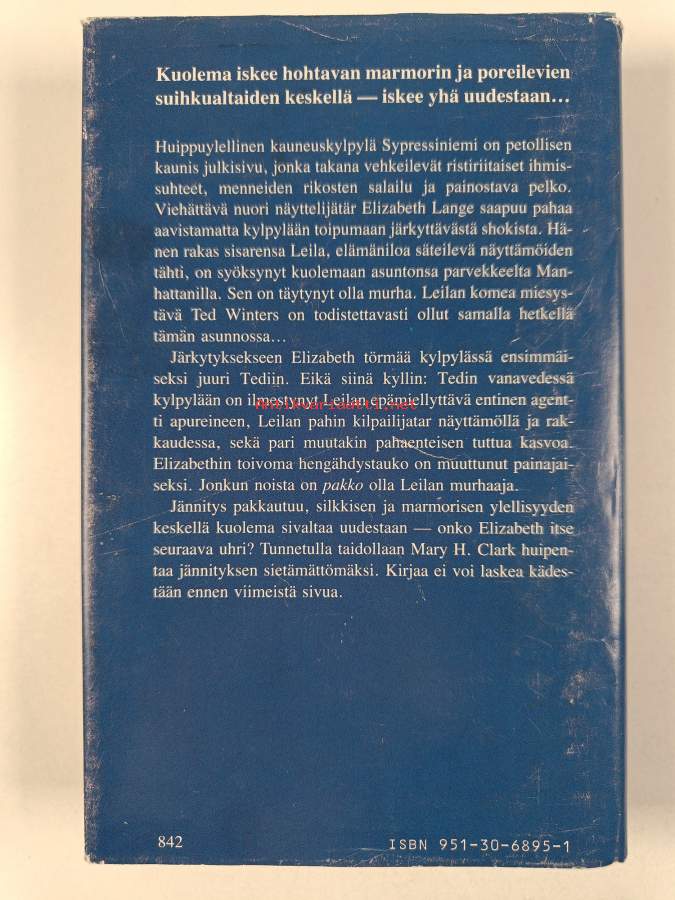 Kuolema iskee hohtavan marmorin ja poreilevien
suihkualtaiden keskellä — iskee yhä uudestaan...
Huippuylellinen kauneuskylpylä Sypressiniemi on petollisen
kaunis julkisivu, jonka takana vehkeilevät ristiriitaiset ihmis-
suhteet, menneiden rikosten salailu ja painostava pelko.
Viehättävä nuori näyttelijätär Elizabeth Lange saapuu pahaa
aavistamatta kylpylään toipumaan järkyttävästä shokista. Hä-
nen rakas sisarensa Leila, elämäniloa säteilevä näyttämöiden
tähti, on syöksynyt kuolemaan asuntonsa parvekkeelta Man-
hattanilla. Sen on täytynyt olla murha. Leilan komea miesys-
tävä Ted Winters on todistettavasti ollut samalla hetkellä
tämän asunnossa...
Järkytyksekseen Elizabeth törmää kylpylässä ensimmäi-
seksi juuri Tediin. Eikä siinä kyllin: Tedin vanavedessä
kylpylään on ilmestynyt Leilan epämiellyttävä entinen agent-
ti apureineen, Leilan pahin kilpailijatar näyttämöllä ja rak-
kaudessa, sekä pari muutakin pahaenteisen tuttua kasvoa.
Elizabethin toivoma hengähdystauko on muuttunut painajai-
seksi. Jonkun noista on pakko olla Leilan murhaaja.
Jännitys pakkautuu, silkkisen ja marmorisen ylellisyyden
keskellä kuolema sivaltaa uudestaan — onko Elizabeth itse
seuraava uhri? Tunnetulla taidollaan Mary H. Clark huipen-
taa jännityksen sietämättömäksi. Kirjaa ei voi laskea kädes-
tään ennen viimeistä sivua.
Antikvariaatti.net
842
ISBN 951-30-6895-1